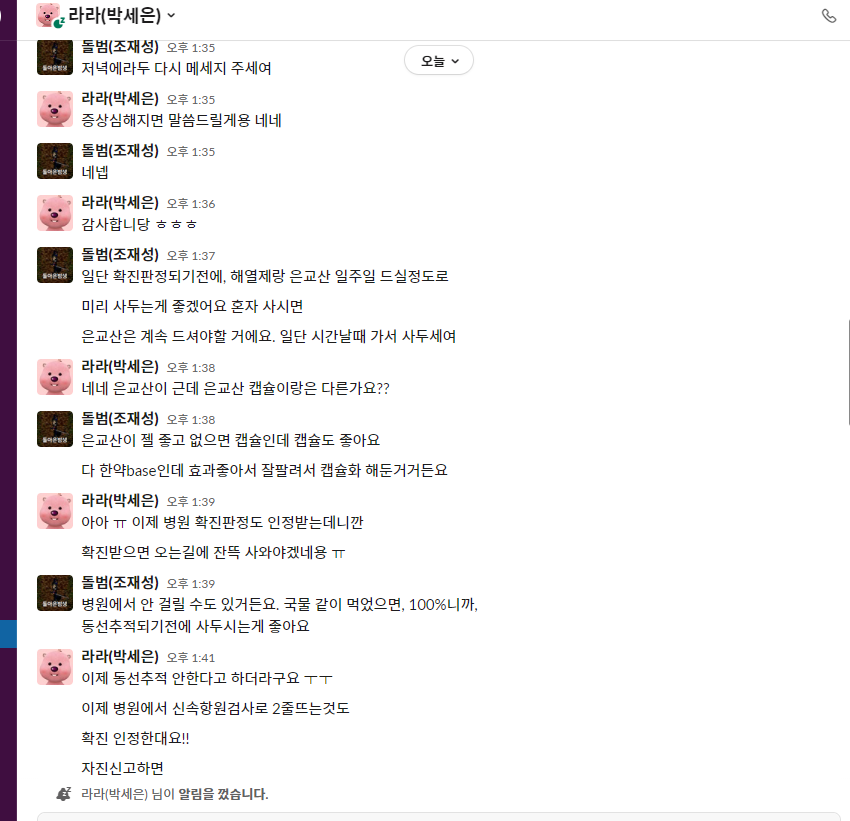 라라(박세은)
돌범(조재성) 오후 1:35
저녁에라두 다시 메세지 주세여
오늘
라라(박세은) 오후 1:35
증상심해지면 말씀드릴게용 네네
돌범(조재성) 오후 1:35
네넵
라라(박세은) 오후 1:36
감사합니당 ㅎㅎㅎ
돌범(조재성) 오후 1:37
일단 확진판정되기전에, 해열제랑 은교산 일주일 드실정도로
미리 사두는게 좋겠어요 혼자 사시면
은교산은 계속 드셔야할 거에요. 일단 시간날때 가서 사두세여
라라(박세은) 오후 1:38
네네 은교산이 근데 은교산 캡슐이랑은 다른가요??
돌범(조재성) 오후 1:38
은교산이 젤 좋고 없으면 캡슐인데 캡슐도 좋아요
다 한약base인데 효과좋아서 잘팔려서 캡슐화 해둔거거든요
라라(박세은) 오후 1:39
아아 ㅠ 이제 병원 확진판정도 인정받는데니깐
확진받으면 오는길에 잔뜩 사와야겠네용 ㅠ
돌범(조재성) 오후 1:39
병원에서 안 걸릴 수도 있거든요. 국물 같이 먹었으면, 100%니까,
동선추적되기전에 사두시는게 좋아요
라라(박세은) 오후 1:41
이제 동선추적 안한다고 하더라구요 ㅜㅜ
이제 병원에서 신속항원검사로 2줄뜨는것도
확진 인정한대요!!
자진신고하면
라라(박세은) 님이 알림을 껐습니다.